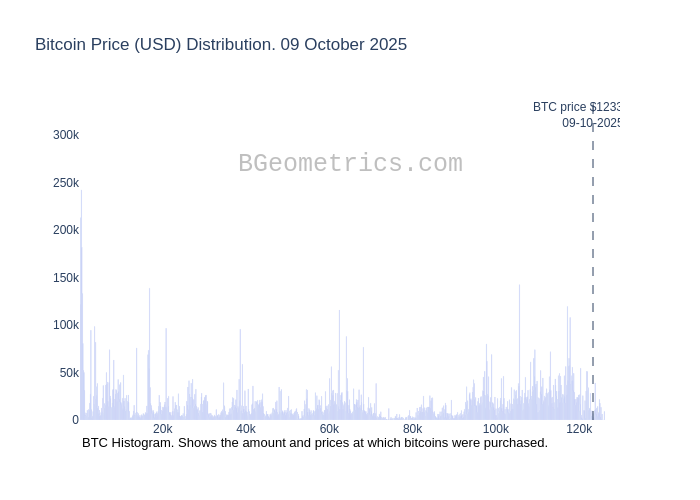 Bitcoin Price (USD) Distribution. 09 October 2025
BTC price $1233
09-10-2025
300k
BGeometrics.com
250k
200k
150k
100k
50k
0
20k 40k 60k 80k 100k 120k
BTC Histogram. Shows the amount and prices at which bitcoins were purchased.